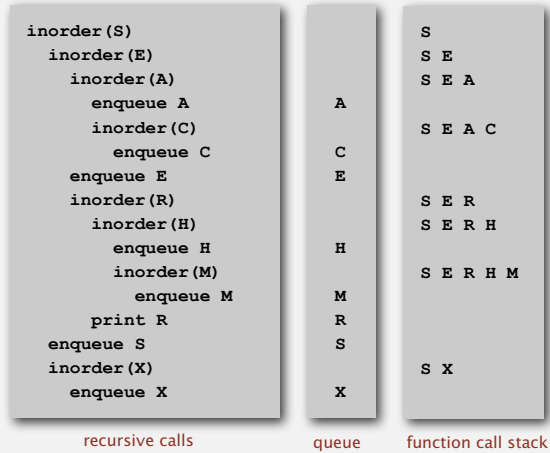 inorder(S) S
inorder(E) S E
inorder(A) S E A
enqueue A A
inorder(C) S E A C
enqueue C C
enqueue E E
inorder(R) S E R
inorder(H) S E R H
enqueue H H
inorder(M) S E R H M
enqueue M M
print R R
enqueue S S
inorder(X) S X
enqueue X X
recursive calls queue function call stack